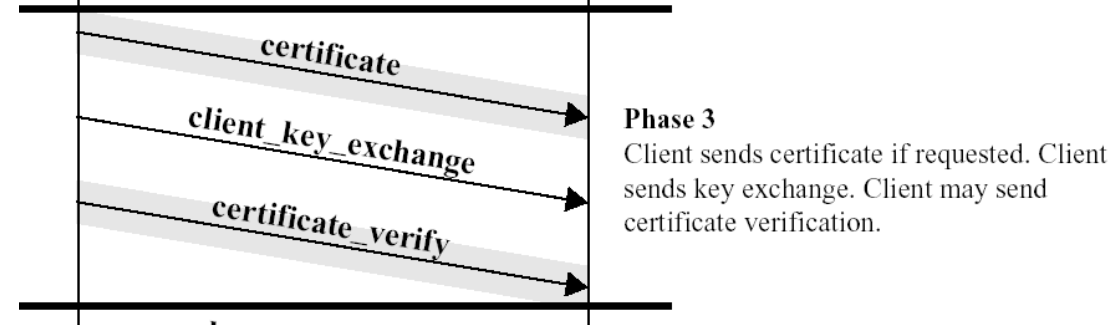 certificate
client_key_exchange
certificate_verify
Phase 3
Client sends certificate if requested. Client
sends key exchange. Client may send
certificate verification.